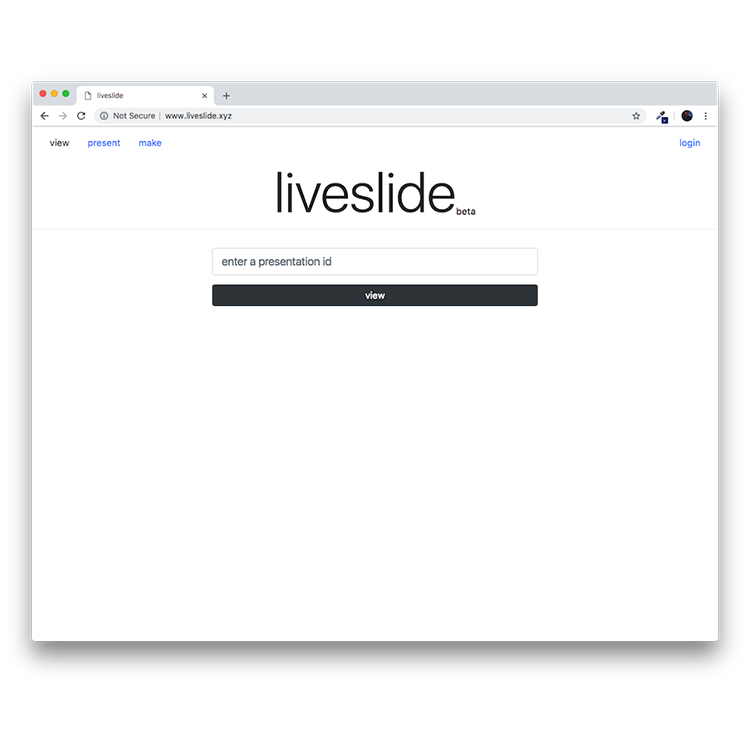 liveslide
Not Secure www.liveslide.xyz
view present make login
liveslide beta
enter a presentation id
view